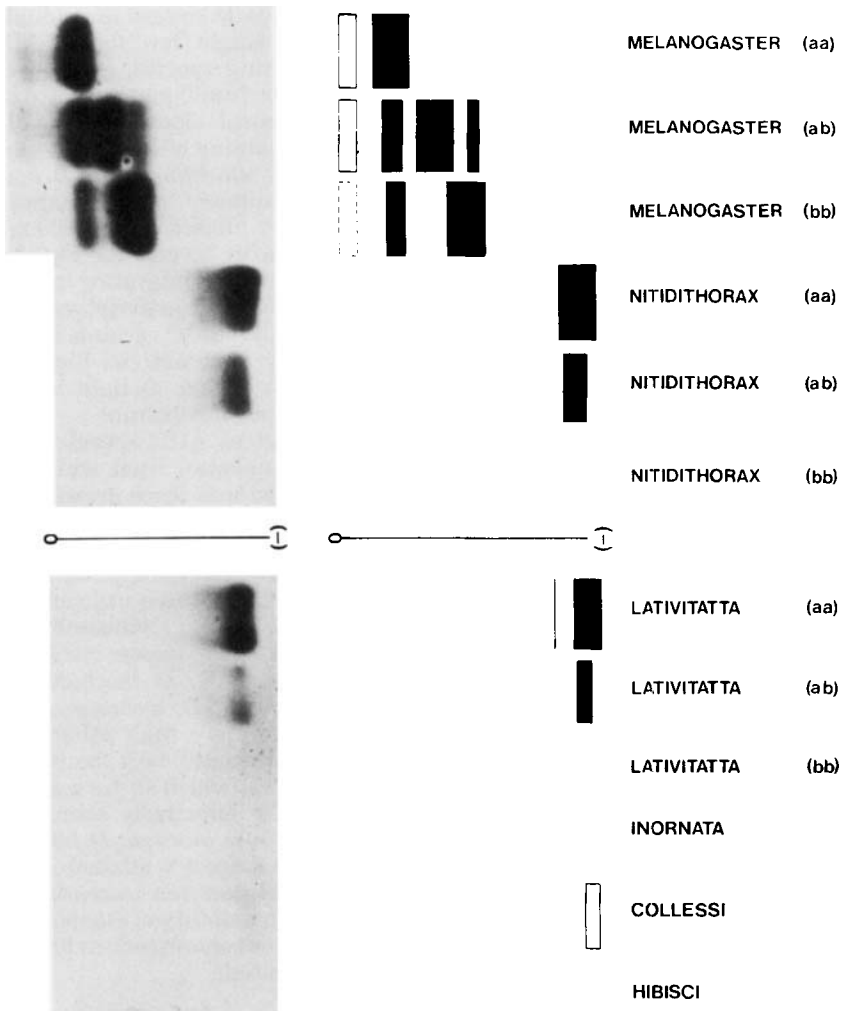 MELANOGASTER (aa)
MELANOGASTER (ab)
MELANOGASTER (bb)
NITIDITHORAX (aa)
NITIDITHORAX (ab)
NITIDITHORAX (bb)
O (–) O (–)
LATIVITATTA (aa)
LATIVITATTA (ab)
LATIVITATTA (bb)
INORNATA
COLLESSI
HIBISCI